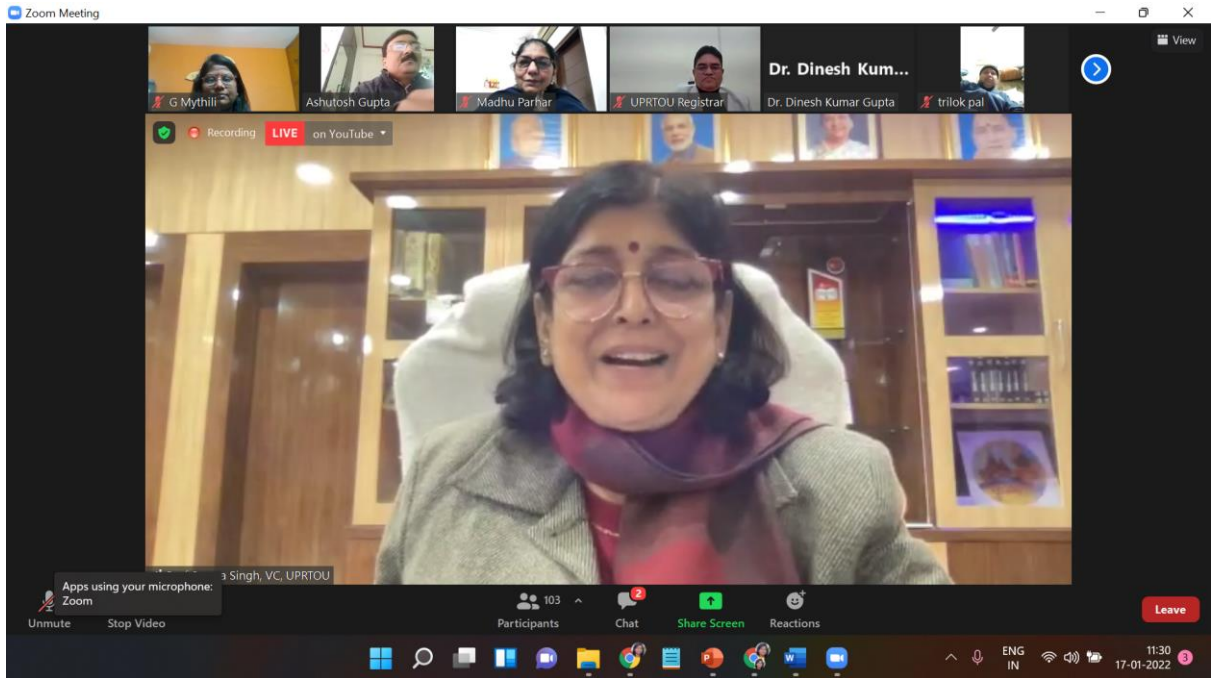 Zoom Meeting
View
G Mythili
Ashutosh Gupta
Madhu Parhar
UPRTOU Registrar
Dr. Dinesh Kum...
Dr. Dinesh Kumar Gupta
trilok pal
Recording LIVE on YouTube
Singh, VC, UPRTOU
Apps using your microphone:
Zoom
Unmute
Stop Video
103
Participants
2
Chat
Share Screen
Reactions
Leave
ENG
IN
11:30
17-01-2022
3